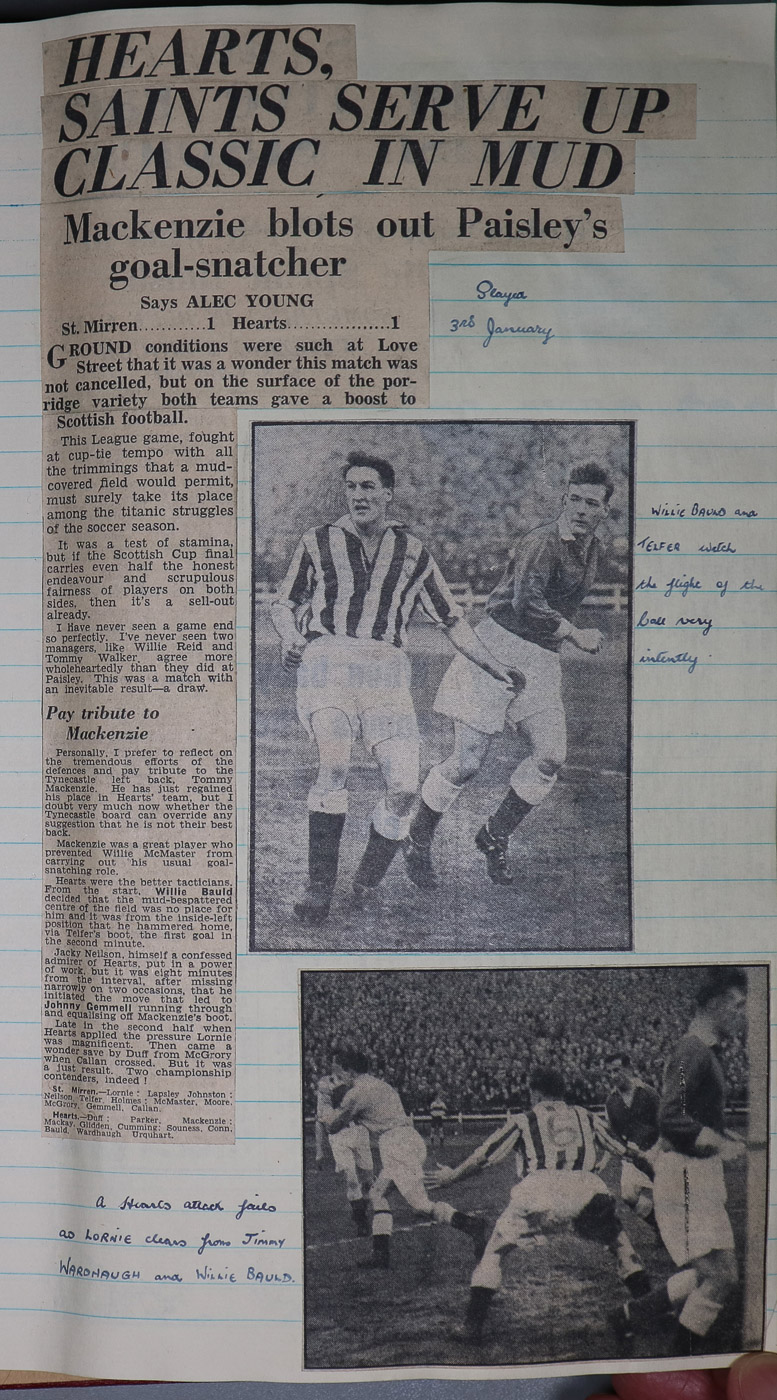 HEARTS,
SAINTS SERVE UP
CLASSIC IN MUD
Mackenzie blots out Paisley's
goal-snatcher
Says ALEC YOUNG
St. Mirren...........1 Hearts.................1
GROUND conditions were such at Love
Street that it was a wonder this match was
not cancelled, but on the surface of the por-
ridge variety both teams gave a boost to
Scottish football.
This League game, fought
at cup-tie tempo with all
the trimmings that a mud-
covered field would permit,
must surely take its place
among the titanic struggles
of the soccer season.
It was a test of stamina,
but if the Scottish Cup final
carries even half the honest
endeavour and scrupulous
fairness of players on both
sides, then it's a sell-out
already.
I have never seen a game end
so perfectly. I've never seen two
managers, like Willie Reid and
Tommy Walker, agree more
wholeheartedly than they did at
Paisley. This was a match with
an inevitable result—a draw.
Pay tribute to
Mackenzie
Personally, I prefer to reflect on
the tremendous efforts of the
defences and pay tribute to the
Tynecastle left back, Tommy
Mackenzie. He has just regained
his place in Hearts' team, but I
doubt very much now whether the
Tynecastle board can override any
suggestion that he is not their best
back.
Mackenzie was a great player who
prevented Willie McMaster from
carrying out his usual goal-
snatching role.
Hearts were the better tacticians.
From the start, Willie Bauld
decided that the mud-bespattered
centre of the field was no place for
him and it was from the inside-left
position that he hammered home,
via Telfer's boot, the first goal in
the second minute.
Jacky Neilson, himself a confessed
admirer of Hearts, put in a power
of work, but it was eight minutes
from the interval, after missing
narrowly on two occasions, that he
initiated the move that led to
Johnny Gemmell running through
and equalising off Mackenzie's boot.
Late in the second half when
Hearts applied the pressure Lornie
was magnificent. Then came a
wonder save by Duff from McGrory
when Callan crossed. But it was
a just result. Two championship
contenders, indeed !
St. Mirren.—Lornie : Lapsley Johnston :
Neilson Telfer, Holmes : McMaster, Moore,
McGrory, Gemmell, Callan.
Hearts.—Duff : Parker, Mackenzie :
Mackay, Glidden, Cumming: Souness, Conn,
Bauld, Wardhaugh Urquhart.
Played
3rd January
WILLIE BAULD and
TELFER watch
the flight of the
ball very
intently.
A Hearts attack fails
as LORNIE clears from JIMMY
WARDHAUGH and WILLIE BAULD.